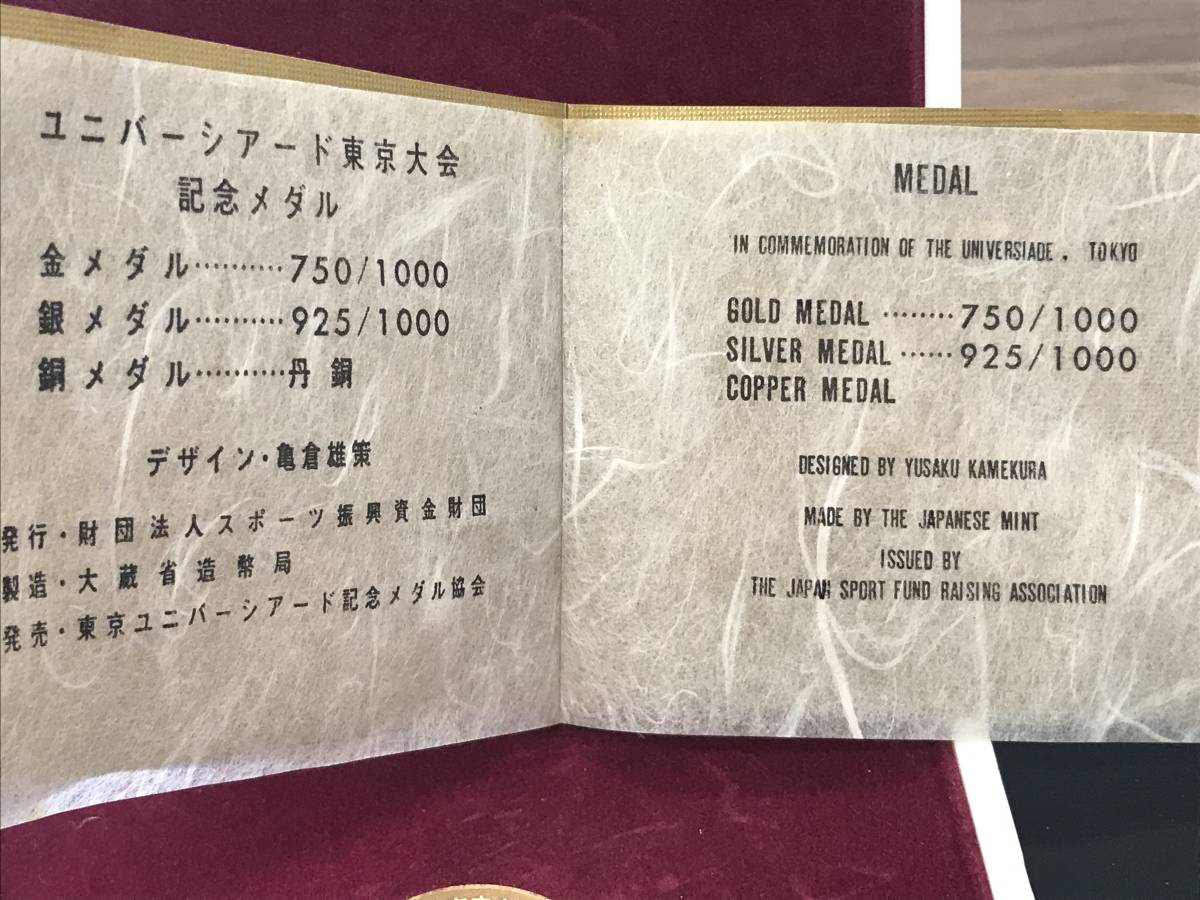 ユニバーシアード東京大会
記念メダル
金メダル··········750/1000
銀メダル··········925/1000
銅メダル··········丹銅
デザイン・亀倉雄策
発行・財団法人スポーツ振興資金財団
製造・大蔵省造幣局
発売・東京ユニバーシアード記念メダル協会
MEDAL
IN COMMEMORATION OF THE UNIVERSIADE , TOKYO
GOLD MEDAL ········750/1000
SILVER MEDAL ······925/1000
COPPER MEDAL
DESIGNED BY YUSAKU KAMEKURA
MADE BY THE JAPANESE MINT
ISSUED BY
THE JAPAN SPORT FUND RAISING ASSOCIATION